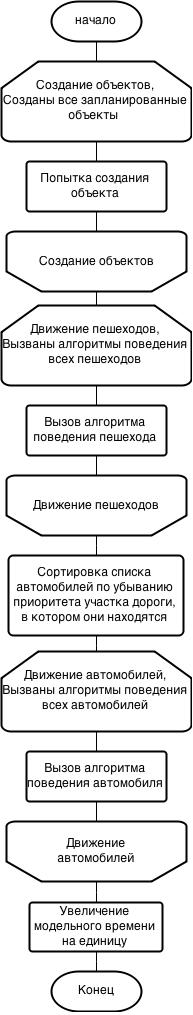 начало
Создание объектов,
Созданы все запланированные
объекты
Попытка создания
объекта
Создание объектов
Движение пешеходов,
Вызваны алгоритмы поведения
всех пешеходов
Вызов алгоритма
поведения пешехода
Движение пешеходов
Сортировка списка
автомобилей по убыванию
приоритета участка дороги,
в котором они находятся
Движение автомобилей,
Вызваны алгоритмы поведения
всех автомобилей
Вызов алгоритма
поведения автомобиля
Движение
автомобилей
Увеличение
модельного времени
на единицу
Конец